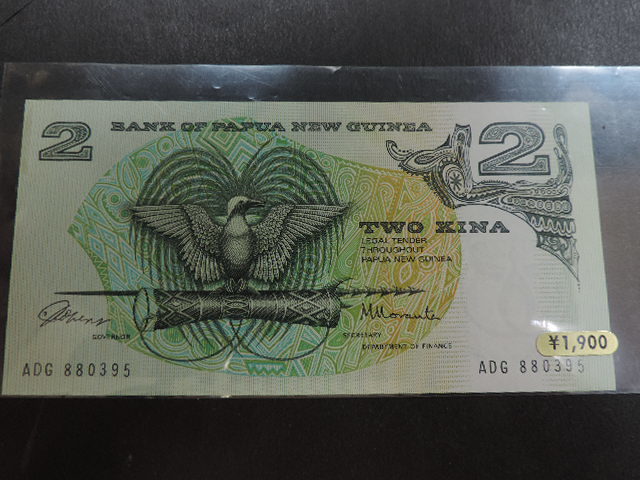 BANK OF PAPUA NEW GUINEA
2
2
TWO KINA
LEGAL TENDER
THROUGHOUT
PAPUA NEW GUINEA
GOVERNOR
SECRETARY
DEPARTMENT OF FINANCE
¥1,900
ADG 880395
ADG 880395